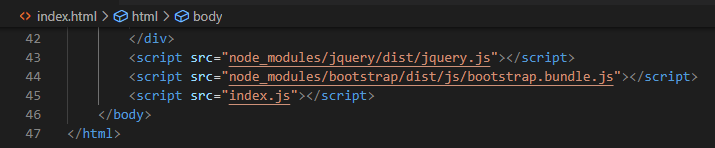 index.html > html > body
42 </div>
43 <script src="node_modules/jquery/dist/jquery.js"></script>
44 <script src="node_modules/bootstrap/dist/js/bootstrap.bundle.js"></script>
45 <script src="index.js"></script>
46 </body>
47 </html>